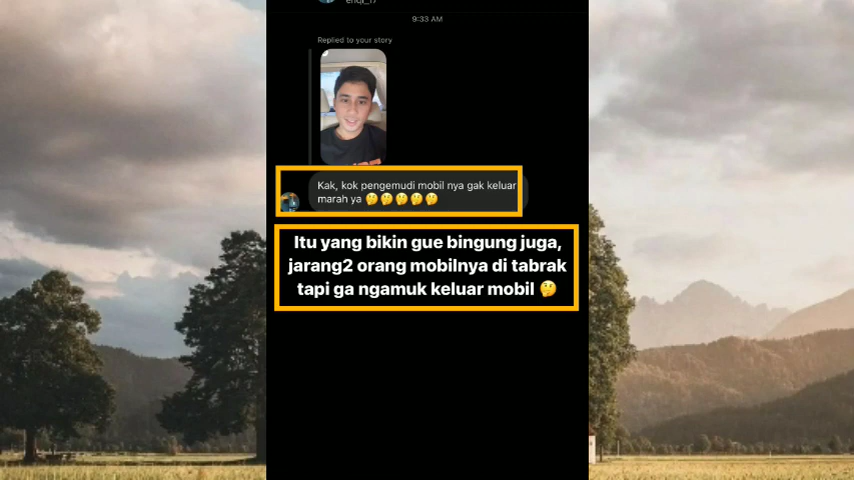 9:33 AM
Replied to your story
Kak, kok pengemudi mobil nya gak keluar
marah ya 🤔🤔🤔🤔🤔
Itu yang bikin gue bingung juga,
jarang2 orang mobilnya di tabrak
tapi ga ngamuk keluar mobil 🤔